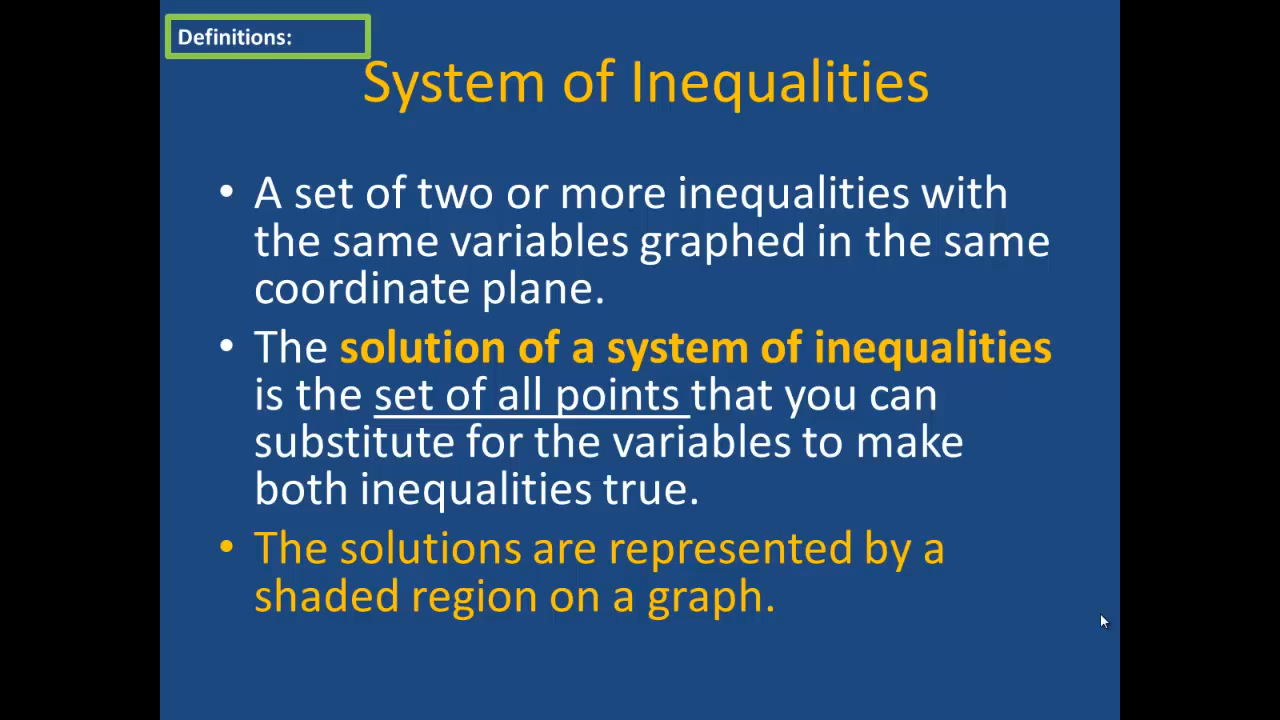 Definitions:
System of Inequalities
• A set of two or more inequalities with
the same variables graphed in the same
coordinate plane.
• The solution of a system of inequalities
is the set of all points that you can
substitute for the variables to make
both inequalities true.
• The solutions are represented by a
shaded region on a graph.